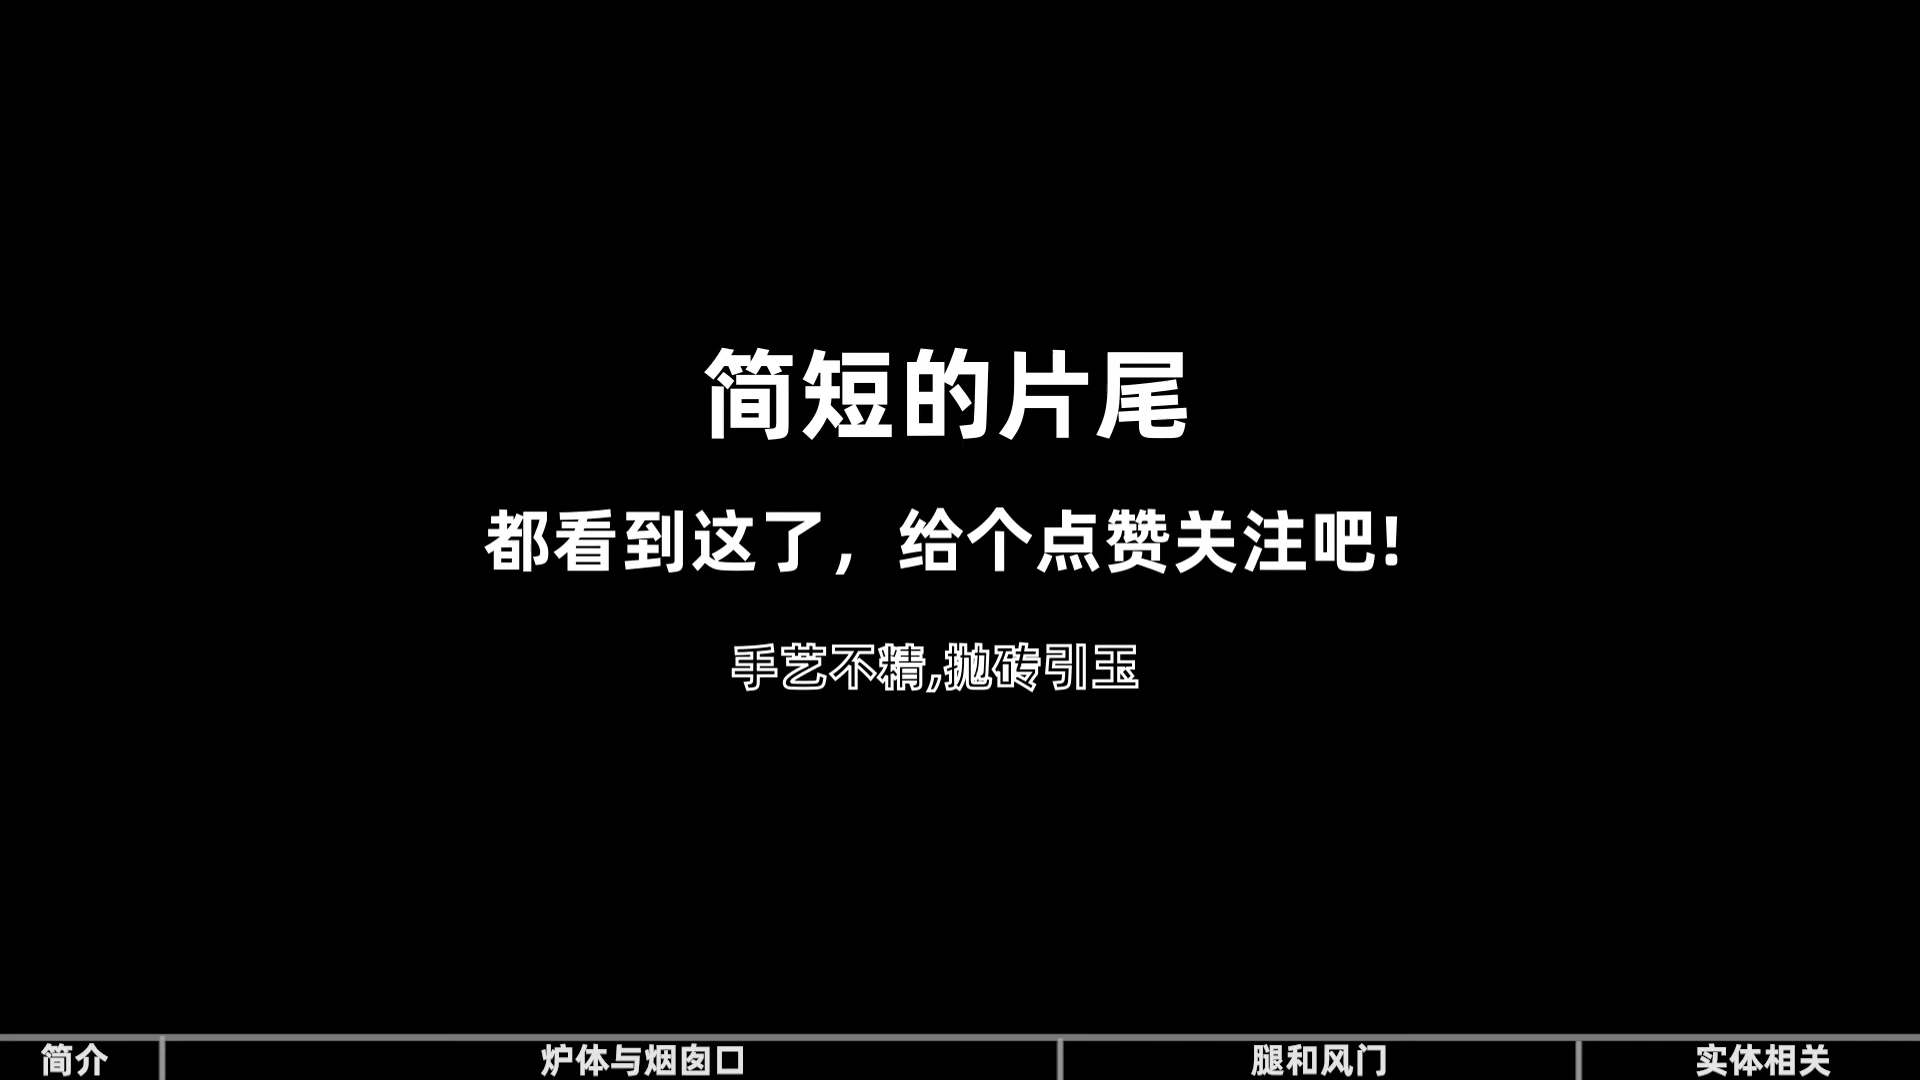 简短的片尾
都看到这了，给个点赞关注吧！
手艺不精,抛砖引玉
简介
炉体与烟囱口
腿和风门
实体相关